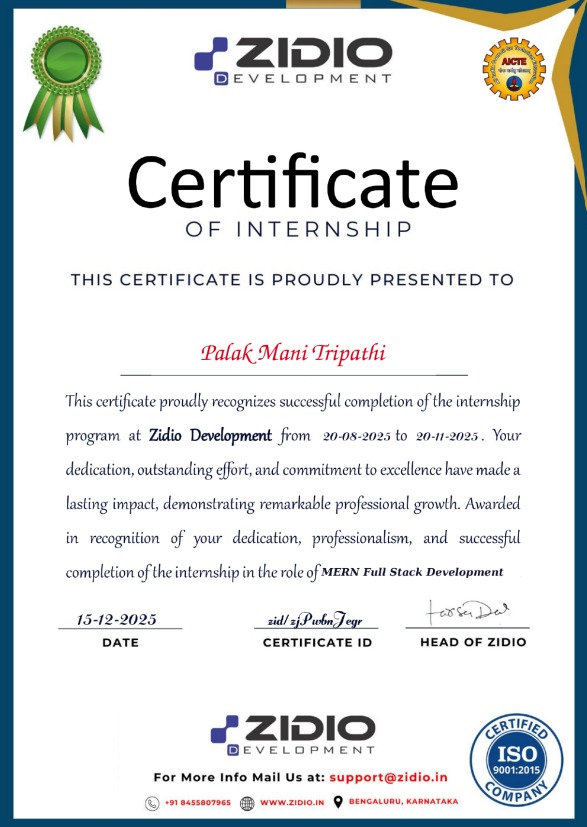 ZIDIO
DEVELOPMENT
AICTE
Certificate
OF INTERNSHIP
THIS CERTIFICATE IS PROUDLY PRESENTED TO
Palak Mani Tripathi
This certificate proudly recognizes successful completion of the internship
program at Zidio Development from 20-08-2025 to 20-11-2025. Your
dedication, outstanding effort, and commitment to excellence have made a
lasting impact, demonstrating remarkable professional growth. Awarded
in recognition of your dedication, professionalism, and successful
completion of the internship in the role of MERN Full Stack Development
15-12-2025
DATE
zid/zjPwbnJegr
CERTIFICATE ID
HEAD OF ZIDIO
ZIDIO
DEVELOPMENT
For More Info Mail Us at: support@zidio.in
+91 8455807965
WWW.ZIDIO.IN
BENGALURU, KARNATAKA
CERTIFIED
ISO
9001:2015
COMPANY